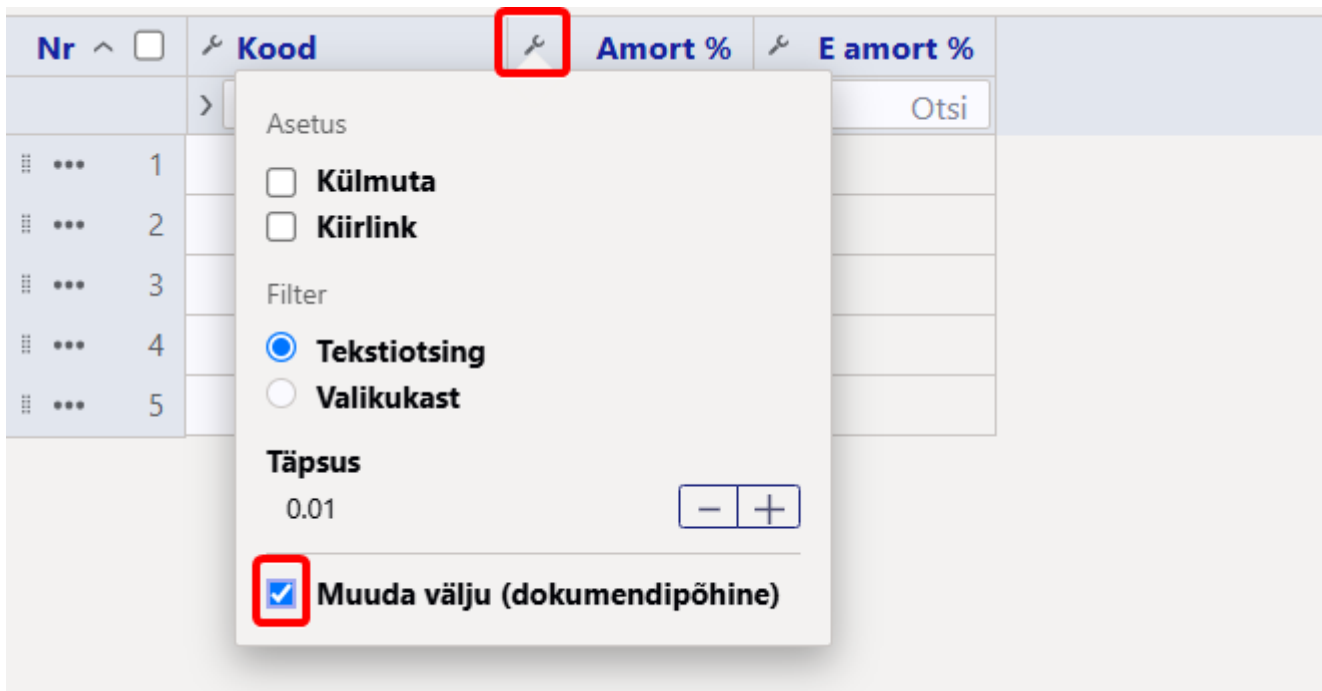 Nr Kood Amort % E amort %
Otsi
Asetus
1
Külmuta
2
Kiirlink
3
Filter
4
Tekstiotsing
5
Valikukast
Täpsus
0.01
Muuda välju (dokumendipõhine)